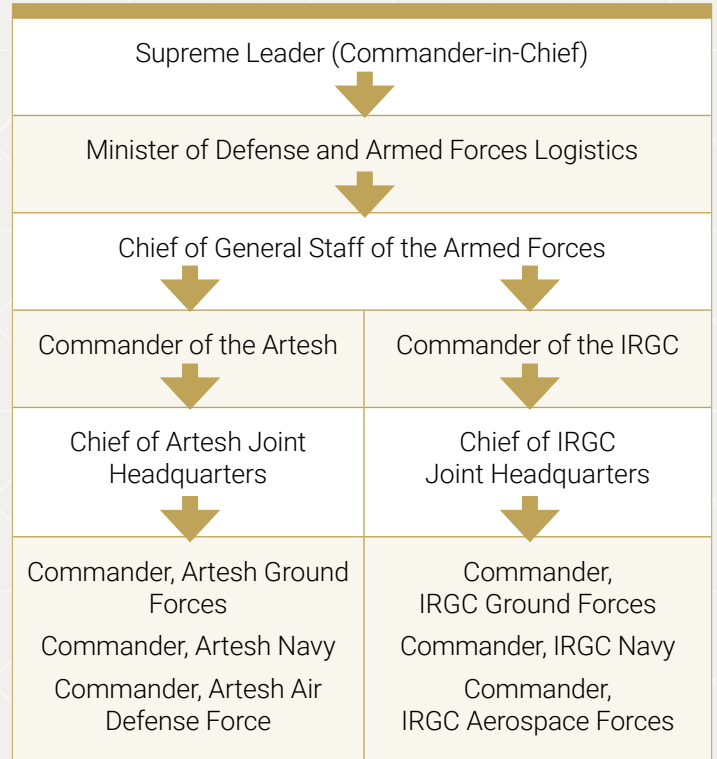 Supreme Leader (Commander-in-Chief)
Minister of Defense and Armed Forces Logistics
Chief of General Staff of the Armed Forces
Commander of the Artesh
Commander of the IRGC
Chief of Artesh Joint
Headquarters
Chief of IRGC
Joint Headquarters
Commander, Artesh Ground
Forces
Commander, Artesh Navy
Commander, Artesh Air
Defense Force
Commander,
IRGC Ground Forces
Commander, IRGC Navy
Commander,
IRGC Aerospace Forces